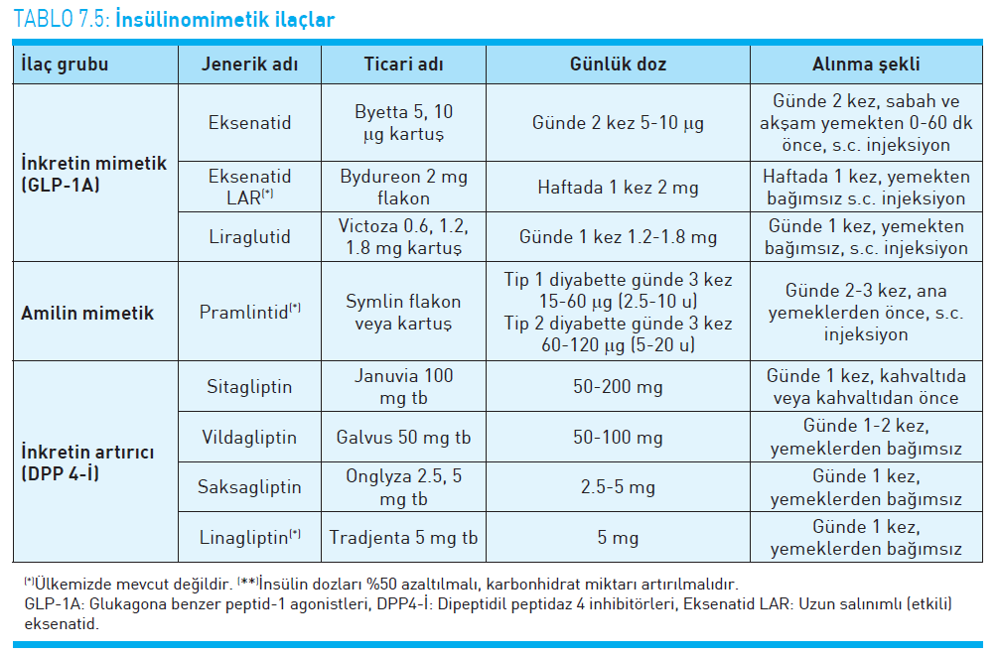 TABLO 7.5: İnsülinomimetik ilaçlar
İlaç grubu
Jenerik adı
Ticari adı
Günlük doz
Alınma şekli
İnkretin mimetik
(GLP-1A)
Eksenatid
Byetta 5, 10
µg kartuş
Günde 2 kez 5-10 µg
Günde 2 kez, sabah ve
akşam yemekten 0-60 dk
önce, s.c. injeksiyon
Eksenatid
LAR(*)
Bydureon 2 mg
flakon
Haftada 1 kez 2 mg
Haftada 1 kez, yemekten
bağımsız s.c. injeksiyon
Liraglutid
Victoza 0.6, 1.2,
1.8 mg kartuş
Günde 1 kez 1.2-1.8 mg
Günde 1 kez, yemekten
bağımsız, s.c. injeksiyon
Amilin mimetik
Pramlintid(*)
Symlin flakon
veya kartuş
Tip 1 diyabette günde 3 kez
15-60 µg (2.5-10 u)
Tip 2 diyabette günde 3 kez
60-120 µg (5-20 u)
Günde 2-3 kez, ana
yemeklerden önce, s.c.
injeksiyon
İnkretin artırıcı
(DPP 4-İ)
Sitagliptin
Januvia 100
mg tb
50-200 mg
Günde 1 kez, kahvaltıda
veya kahvaltıdan önce
Vildagliptin
Galvus 50 mg tb
50-100 mg
Günde 1-2 kez,
yemeklerden bağımsız
Saksagliptin
Onglyza 2.5, 5
mg tb
2.5-5 mg
Günde 1 kez,
yemeklerden bağımsız
Linagliptin(*)
Tradjenta 5 mg tb
5 mg
Günde 1 kez,
yemeklerden bağımsız
(*)Ülkemizde mevcut değildir. (**)İnsülin dozları %50 azaltılmalı, karbonhidrat miktarı artırılmalıdır.
GLP-1A: Glukagona benzer peptid-1 agonistleri, DPP4-İ: Dipeptidil peptidaz 4 inhibitörleri, Eksenatid LAR: Uzun salınımlı (etkili)
eksenatid.